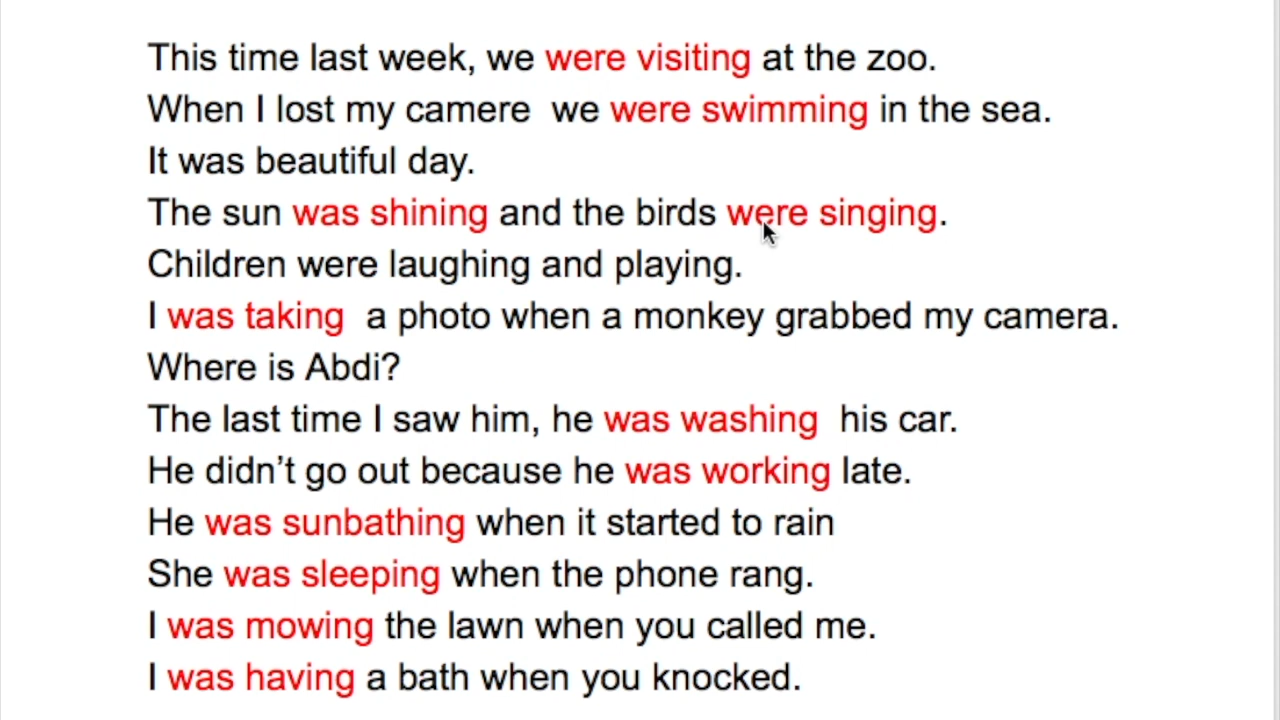 This time last week, we were visiting at the zoo.
When I lost my camere  we were swimming in the sea.
It was beautiful day.
The sun was shining and the birds were singing.
Children were laughing and playing.
I was taking  a photo when a monkey grabbed my camera.
Where is Abdi?
The last time I saw him, he was washing  his car.
He didn’t go out because he was working late.
He was sunbathing when it started to rain
She was sleeping when the phone rang.
I was mowing the lawn when you called me.
I was having a bath when you knocked.